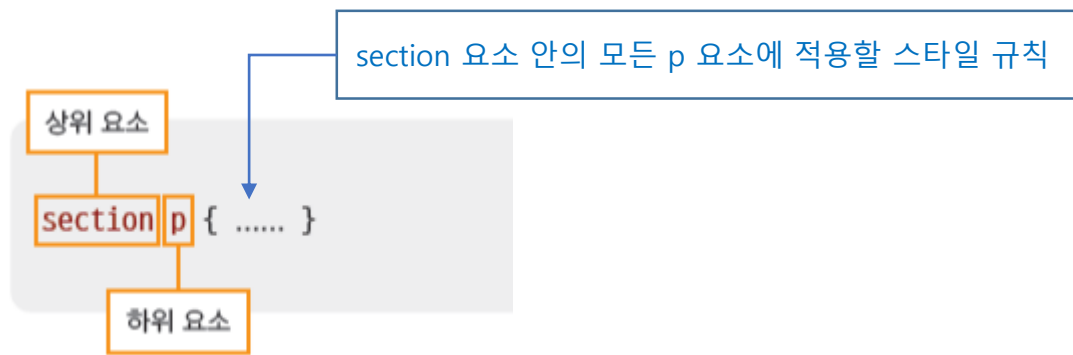 section 요소 안의 모든 p 요소에 적용할 스타일 규칙
상위 요소
section p { …… }
하위 요소